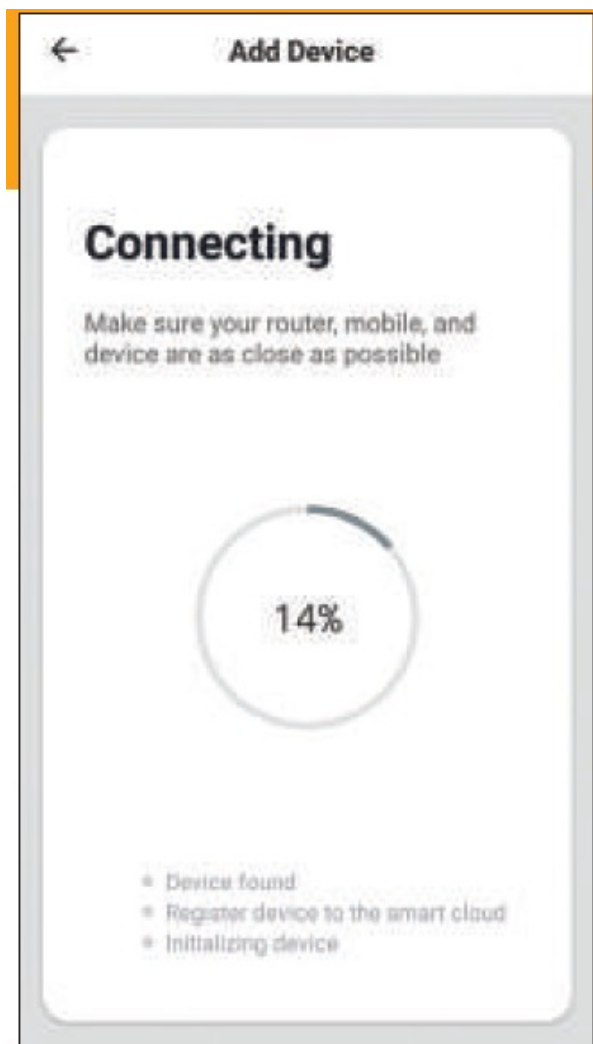 Add Device
Connecting
Make sure your router, mobile, and
device are as close as possible
14%
Device found
Register device to the smart cloud
Initializing device